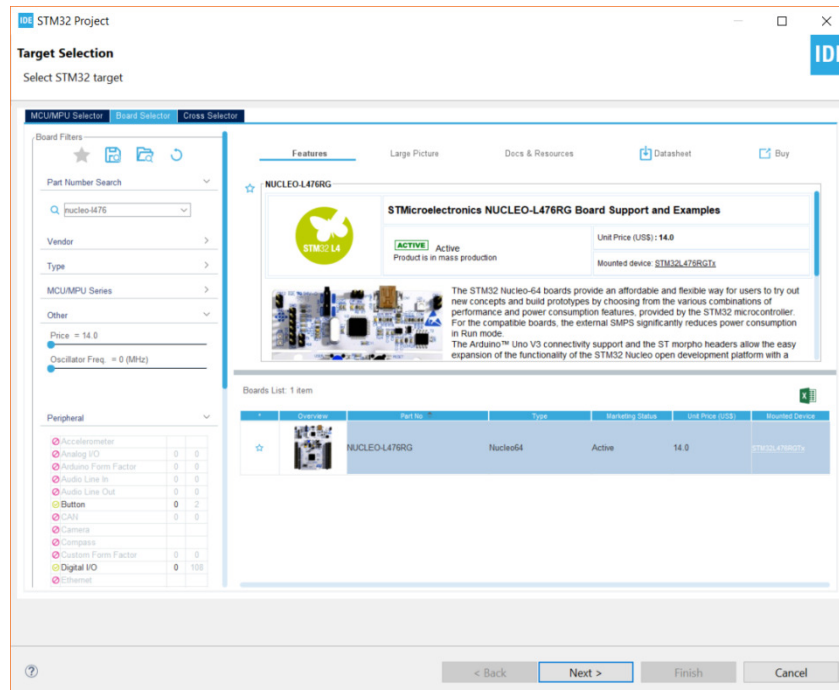 IDE STM32 Project
Target Selection
Select STM32 target
IDE
MCU/MPU Selector Board Selector Cross Selector
Board Filters
Part Number Search
nucleo-l476
Vendor
Type
MCU/MPU Series
Other
Price = 14.0
Oscillator Freq. = 0 (MHz)
Peripheral
Accelerometer
Analog I/O 0 0
Arduino Form Factor 0 0
Audio Line In 0 0
Audio Line Out 0 0
Button 0 2
CAN 0 0
Camera
Compass
Custom Form Factor 0 0
Digital I/O 0 108
Ethernet
Features Large Picture Docs & Resources Datasheet Buy
NUCLEO-L476RG
STM32 L4
STMicroelectronics NUCLEO-L476RG Board Support and Examples
ACTIVE Active
Product is in mass production
Unit Price (US$) : 14.0
Mounted device: STM32L476RGTx
The STM32 Nucleo-64 boards provide an affordable and flexible way for users to try out
new concepts and build prototypes by choosing from the various combinations of
performance and power consumption features, provided by the STM32 microcontroller.
For the compatible boards, the external SMPS significantly reduces power consumption
in Run mode.
The Arduino™ Uno V3 connectivity support and the ST morpho headers allow the easy
expansion of the functionality of the STM32 Nucleo open development platform with a
Boards List: 1 item
* Overview Part No Type Marketing Status Unit Price (US$) Mounted Device
NUCLEO-L476RG Nucleo64 Active 14.0 STM32L476RGTx
? < Back Next > Finish Cancel